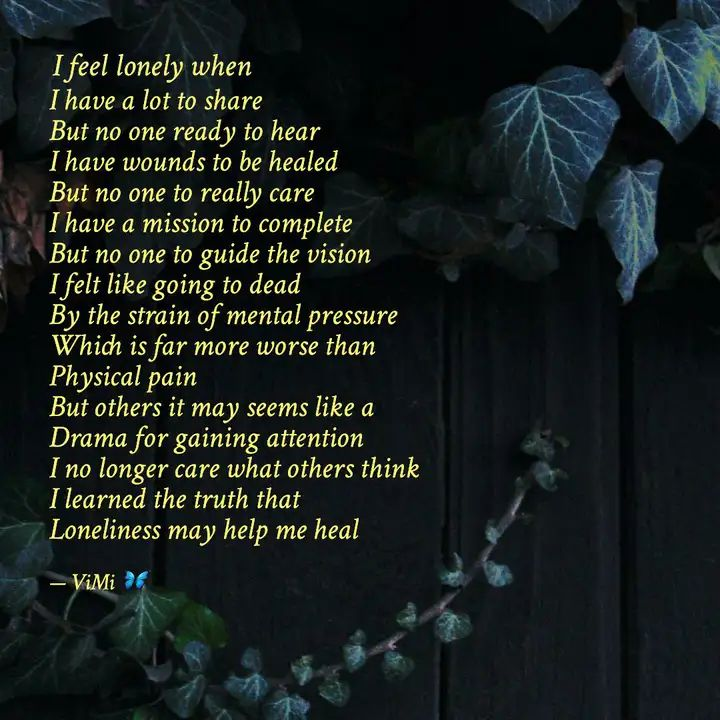 I feel lonely when
I have a lot to share
But no one ready to hear
I have wounds to be healed
But no one to really care
I have a mission to complete
But no one to guide the vision
I felt like going to dead
By the strain of mental pressure
Which is far more worse than
Physical pain
But others it may seems like a
Drama for gaining attention
I no longer care what others think
I learned the truth that
Loneliness may help me heal
— ViMi 🦋